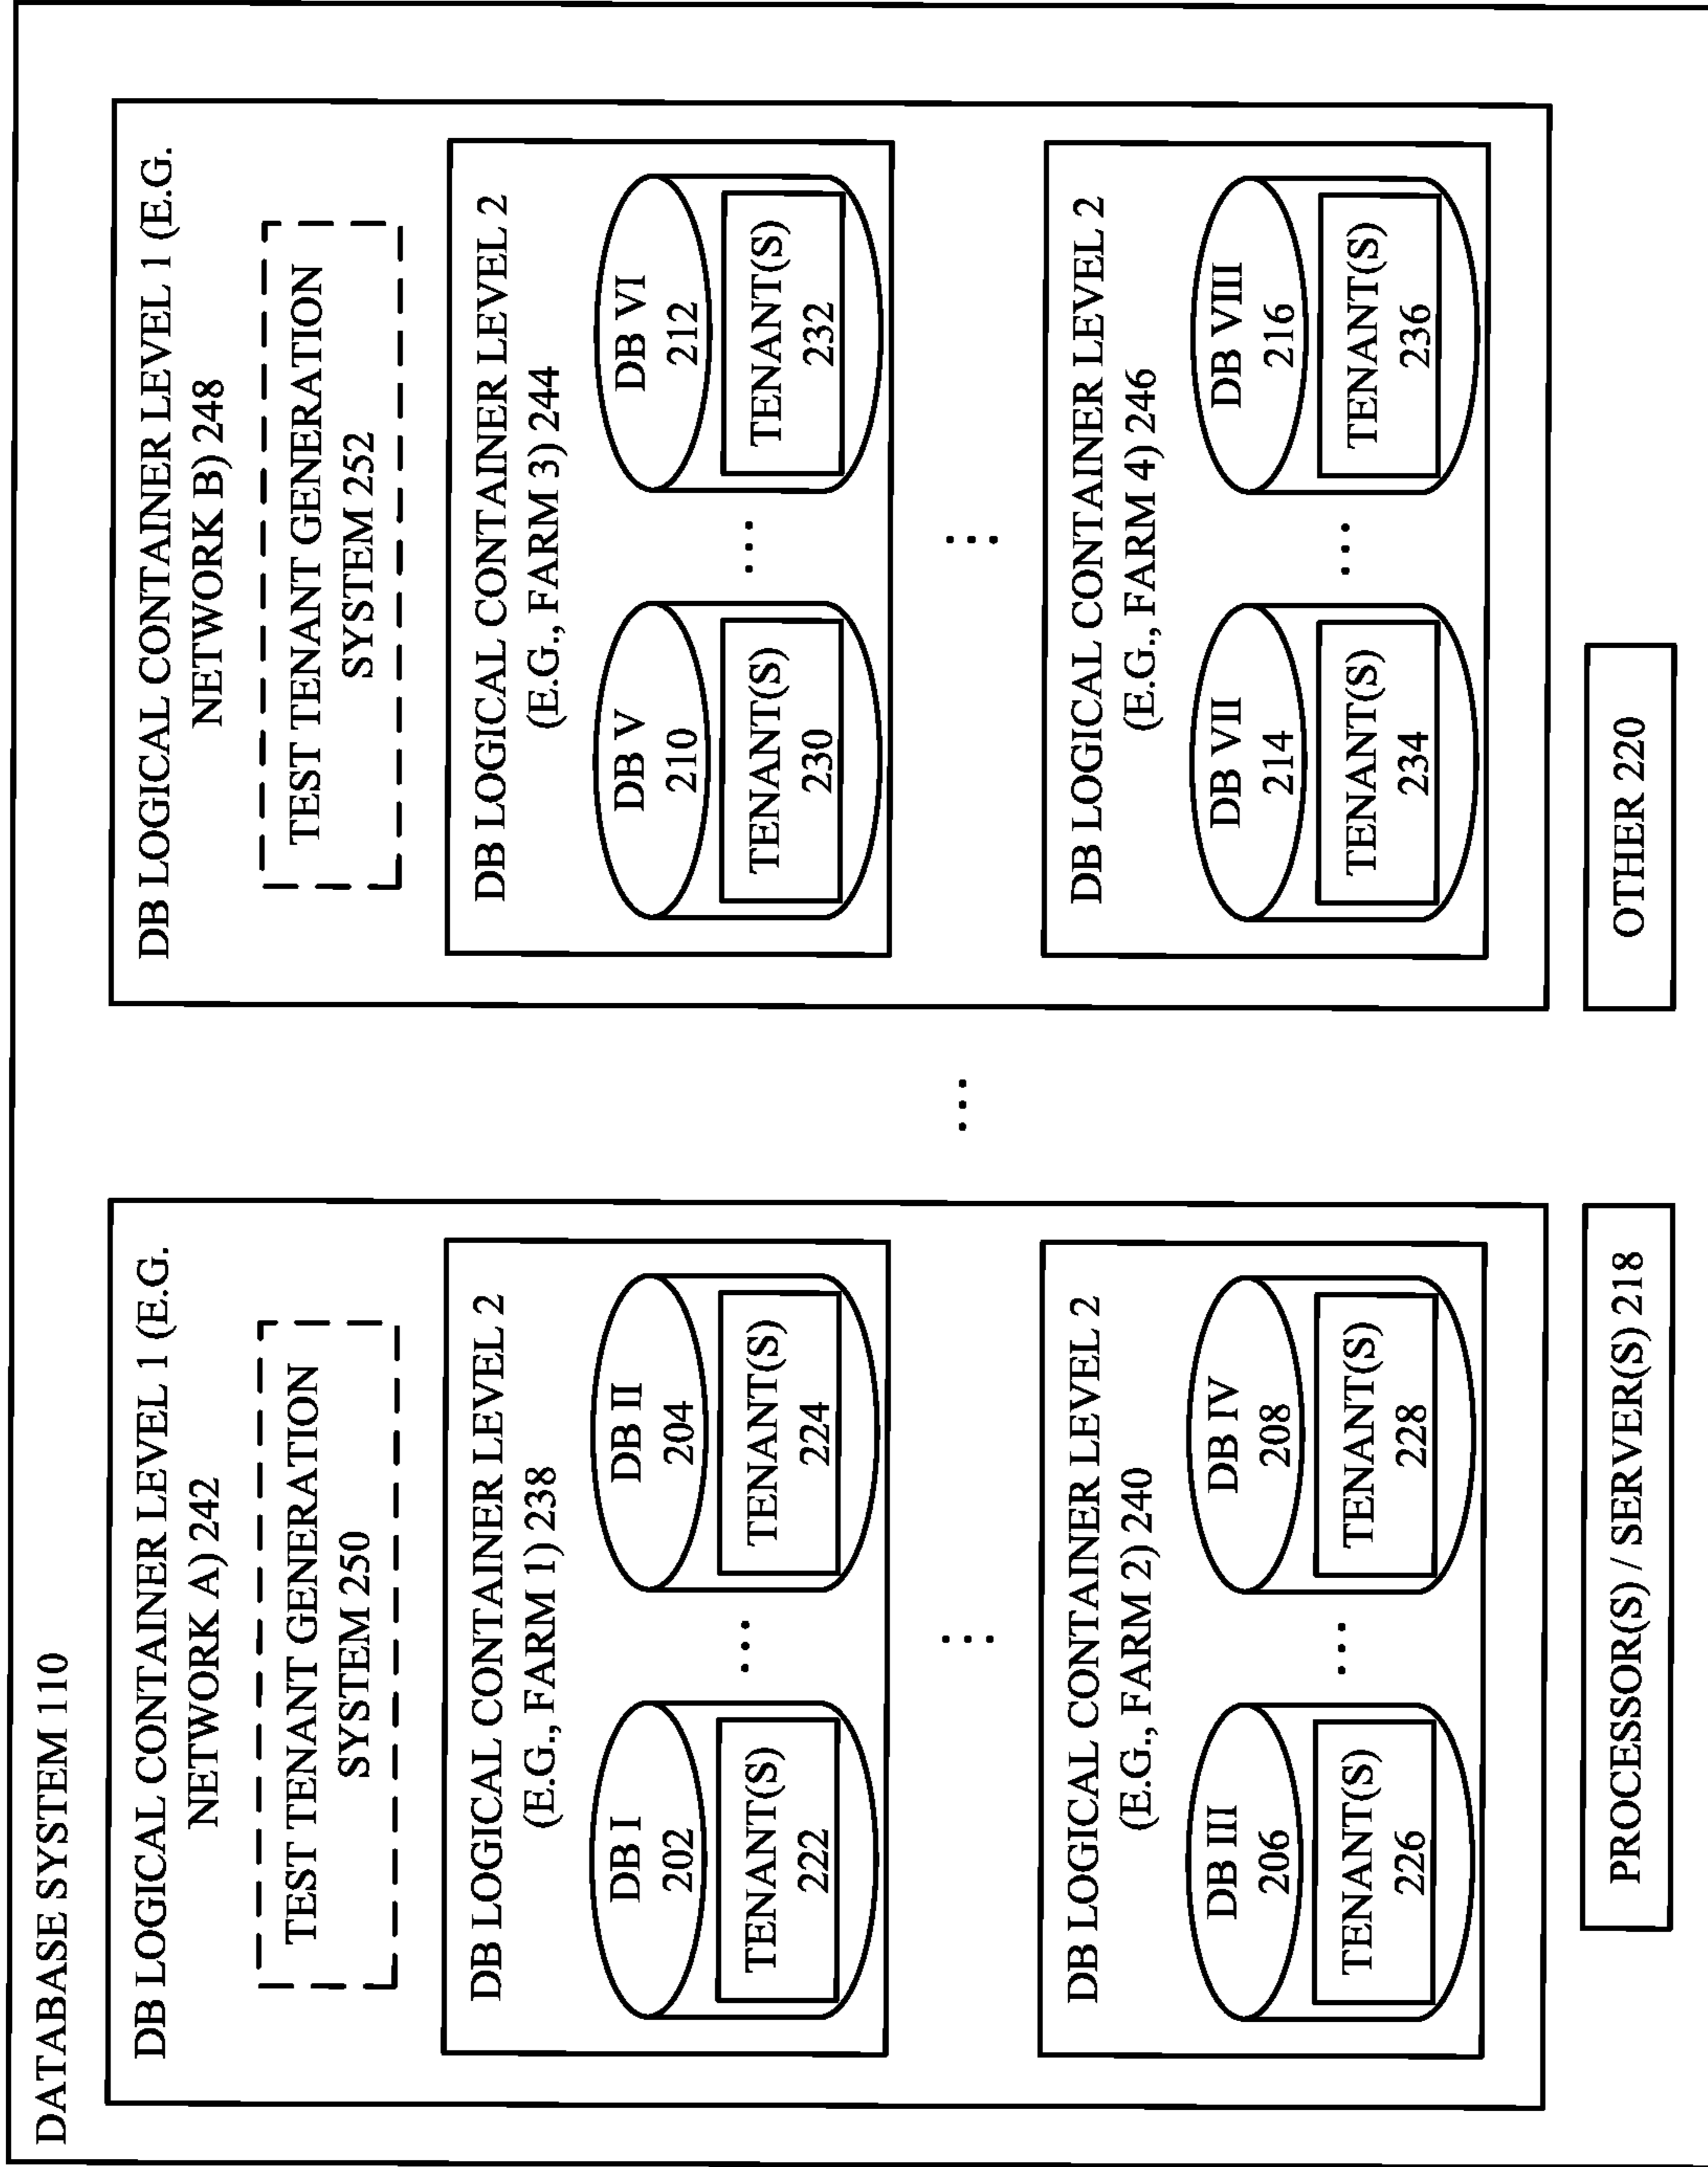 DATABASE SYSTEM 110
DB LOGICAL CONTAINER LEVEL 1 (E.G.
NETWORK A) 242
TEST TENANT GENERATION
SYSTEM 250
DB LOGICAL CONTAINER LEVEL 2
(E.G., FARM 1) 238
DB I
202
TENANT(S)
222
...
DB II
204
TENANT(S)
224
...
DB LOGICAL CONTAINER LEVEL 2
(E.G., FARM 2) 240
DB III
206
TENANT(S)
226
...
DB IV
208
TENANT(S)
228
...
DB LOGICAL CONTAINER LEVEL 1 (E.G.
NETWORK B) 248
TEST TENANT GENERATION
SYSTEM 252
DB LOGICAL CONTAINER LEVEL 2
(E.G., FARM 3) 244
DB V
210
TENANT(S)
230
...
DB VI
212
TENANT(S)
232
...
DB LOGICAL CONTAINER LEVEL 2
(E.G., FARM 4) 246
DB VII
214
TENANT(S)
234
...
DB VIII
216
TENANT(S)
236
PROCESSOR(S) / SERVER(S) 218
OTHER 220